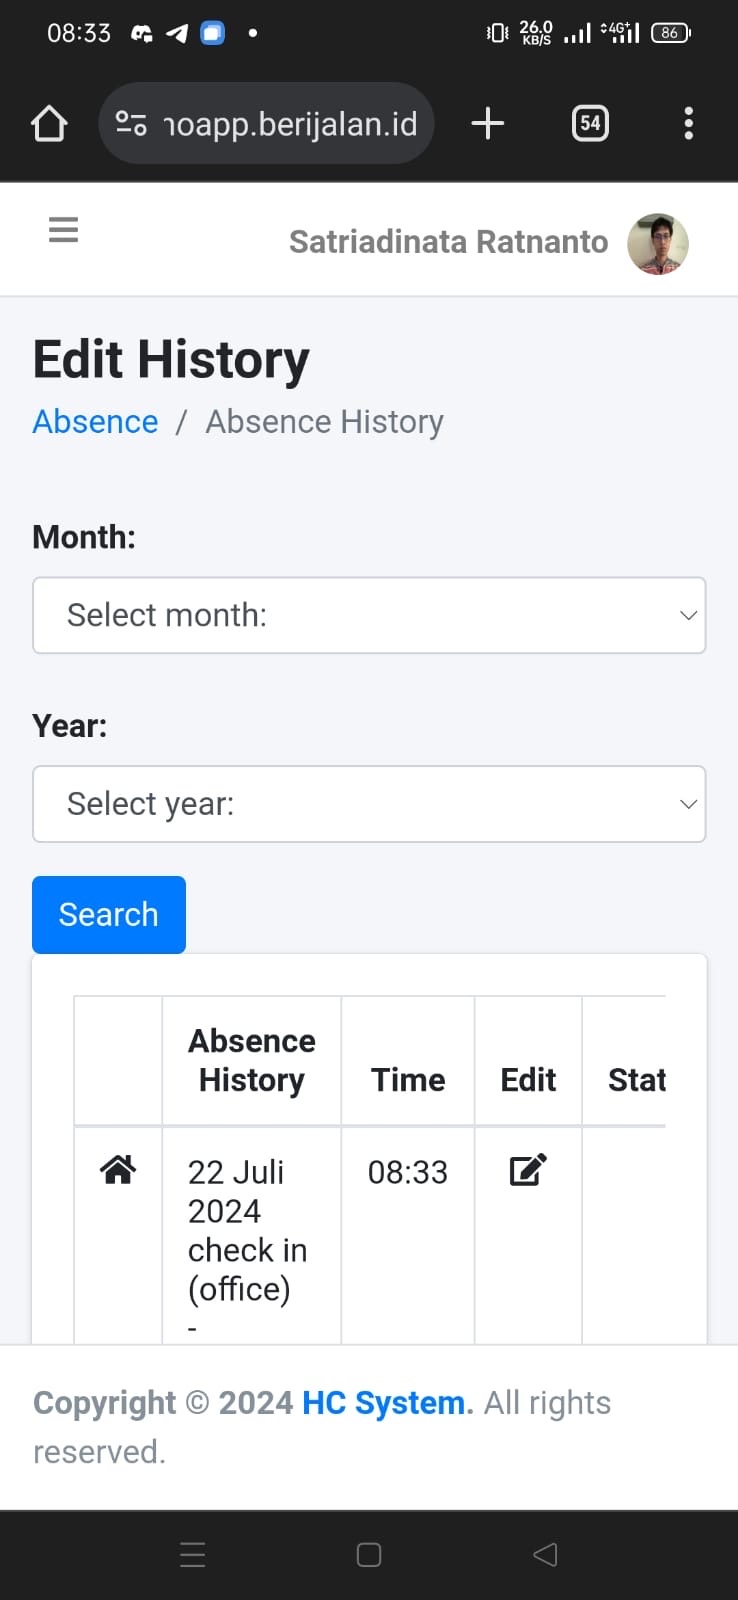 08:33
26.0
KB/S
4G+
86
noapp.berijalan.id
54
Satriadinata Ratnanto
Edit History
Absence / Absence History
Month:
Select month:
Year:
Select year:
Search
Absence
History Time Edit Stat
22 Juli 08:33
2024
check in
(office)
-
Copyright © 2024 HC System. All rights
reserved.